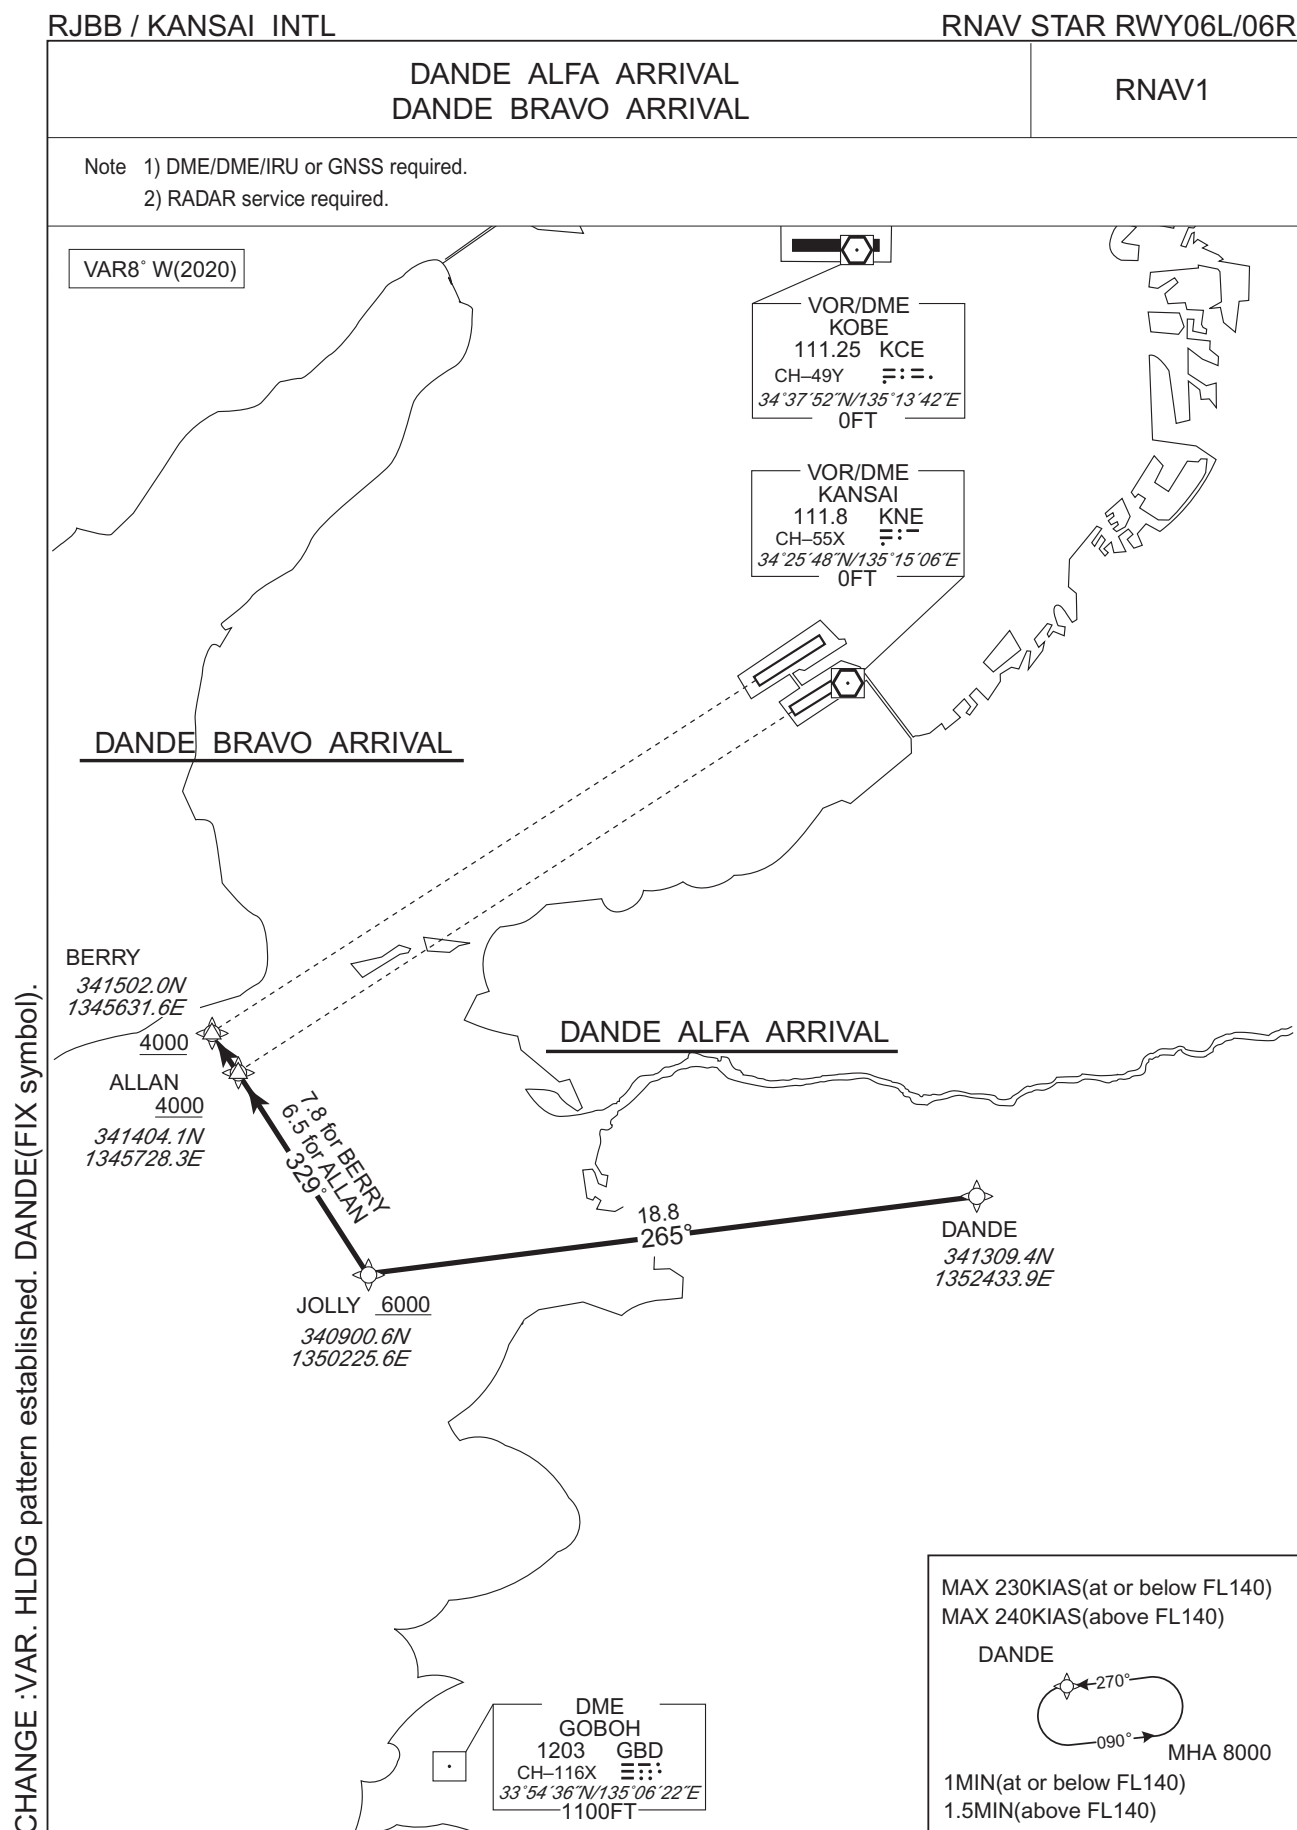 RJBB / KANSAI INTL
RNAV STAR RWY06L/06R
DANDE ALFA ARRIVAL
DANDE BRAVO ARRIVAL
RNAV1
Note 1) DME/DME/IRU or GNSS required.
2) RADAR service required.
VAR8° W(2020)
VOR/DME
KOBE
111.25 KCE
CH–49Y
34°37´52˝N/135°13´42˝E
0FT
VOR/DME
KANSAI
111.8 KNE
CH–55X
34°25´48˝N/135°15´06˝E
0FT
DANDE BRAVO ARRIVAL
BERRY
341502.0N
1345631.6E
4000
ALLAN
4000
341404.1N
1345728.3E
DANDE ALFA ARRIVAL
7.8 for BERRY
6.5 for ALLAN
329°
18.8
265°
DANDE
341309.4N
1352433.9E
JOLLY 6000
340900.6N
1350225.6E
DME
GOBOH
1203 GBD
CH–116X
33°54´36˝N/135°06´22˝E
1100FT
MAX 230KIAS(at or below FL140)
MAX 240KIAS(above FL140)
DANDE
270°
090°
MHA 8000
1MIN(at or below FL140)
1.5MIN(above FL140)
CHANGE :VAR. HLDG pattern established. DANDE(FIX symbol).